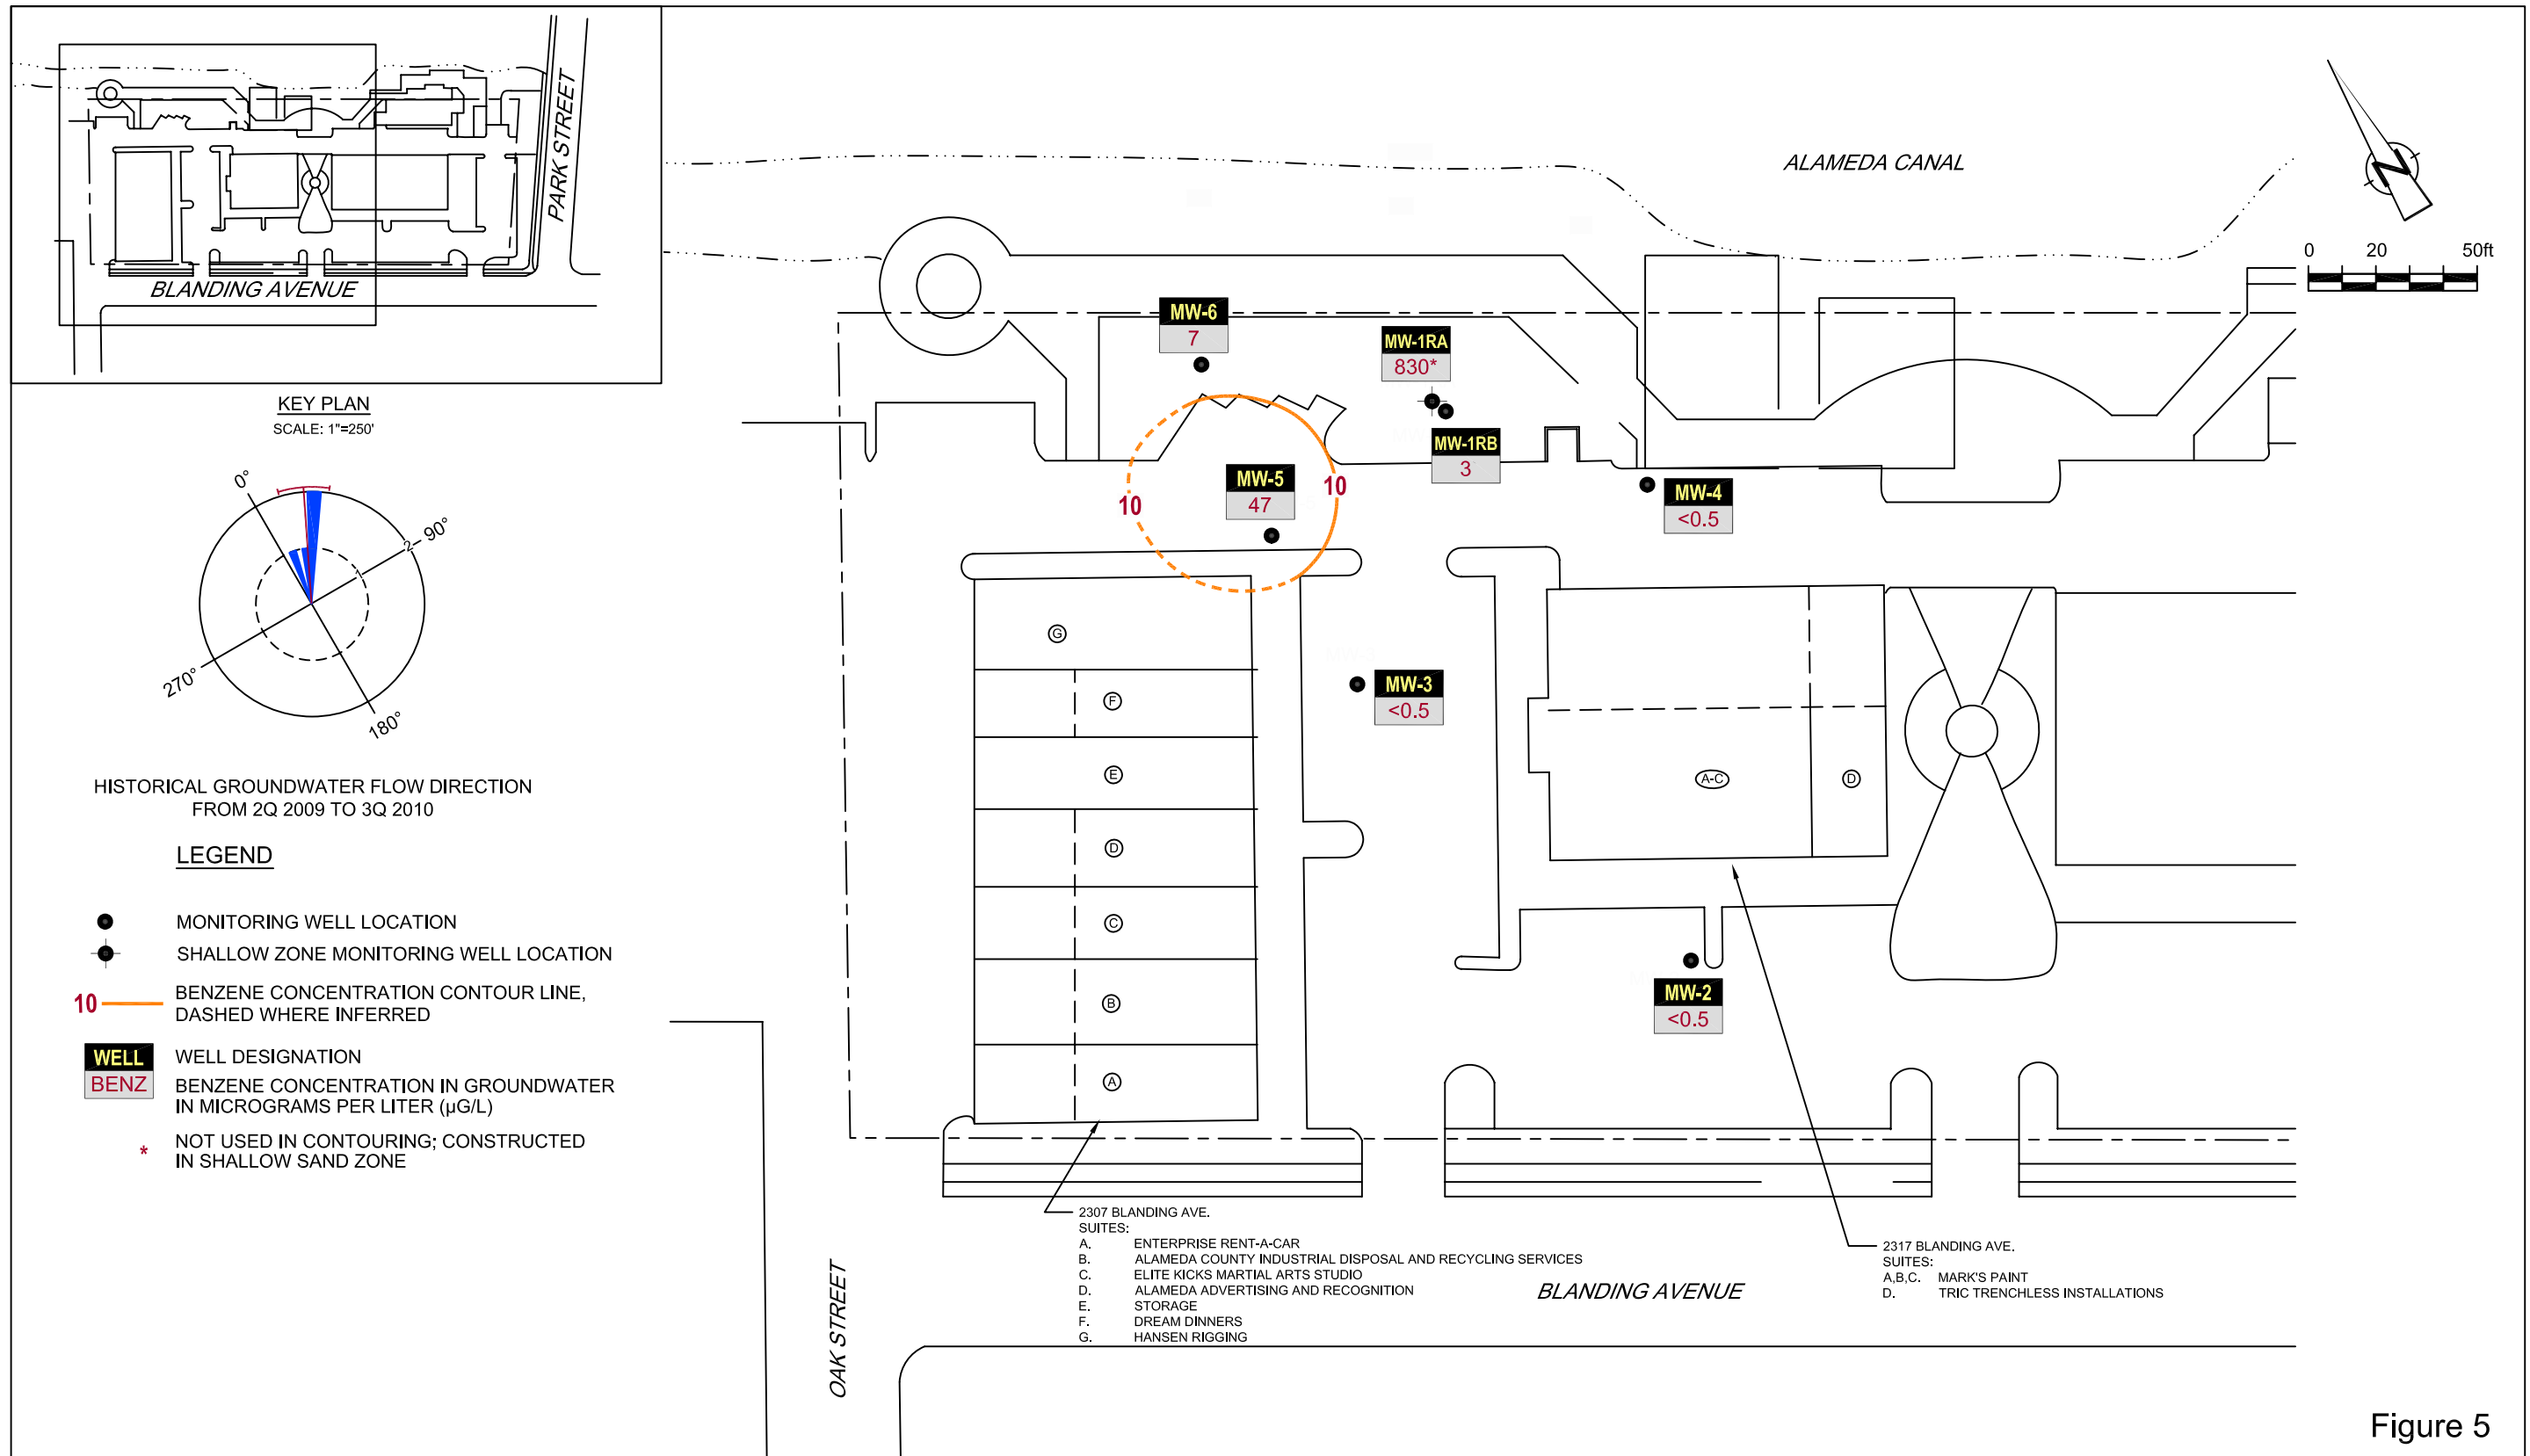 PARK STREET
BLANDING AVENUE
KEY PLAN
SCALE: 1"=250'
0°
90°
2
270°
180°
HISTORICAL GROUNDWATER FLOW DIRECTION
FROM 2Q 2009 TO 3Q 2010
LEGEND
MONITORING WELL LOCATION
SHALLOW ZONE MONITORING WELL LOCATION
10
BENZENE CONCENTRATION CONTOUR LINE,
DASHED WHERE INFERRED
WELL
WELL DESIGNATION
BENZ
BENZENE CONCENTRATION IN GROUNDWATER
IN MICROGRAMS PER LITER (µG/L)
*
NOT USED IN CONTOURING; CONSTRUCTED
IN SHALLOW SAND ZONE
ALAMEDA CANAL
N
0 20 50ft
MW-6
7
MW-1RA
830*
MW-1RB
3
MW-5
47
10
10
MW-4
<0.5
MW-3
<0.5
MW-2
<0.5
G
F
E
D
C
B
A
A-C
D
2307 BLANDING AVE.
SUITES:
A. ENTERPRISE RENT-A-CAR
B. ALAMEDA COUNTY INDUSTRIAL DISPOSAL AND RECYCLING SERVICES
C. ELITE KICKS MARTIAL ARTS STUDIO
D. ALAMEDA ADVERTISING AND RECOGNITION
E. STORAGE
F. DREAM DINNERS
G. HANSEN RIGGING
2317 BLANDING AVE.
SUITES:
A,B,C. MARK'S PAINT
D. TRIC TRENCHLESS INSTALLATIONS
BLANDING AVENUE
OAK STREET
Figure 5